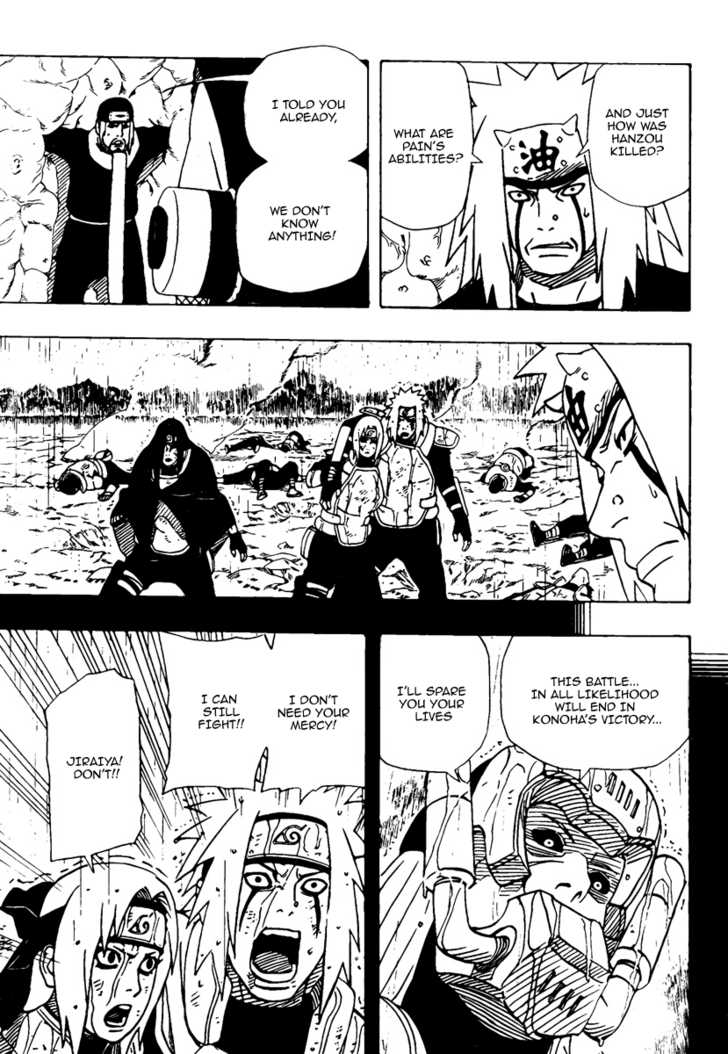 AND JUST
HOW WAS
HANZOU
KILLED?
油
WHAT ARE
PAIN'S
ABILITIES?
I TOLD YOU
ALREADY,
WE DON'T
KNOW
ANYTHING!
油
THIS BATTLE...
IN ALL LIKELIHOOD
WILL END IN
KONOHA'S VICTORY...
I'LL SPARE
YOU YOUR
LIVES
I DON'T
NEED YOUR
MERCY!
I CAN
STILL
FIGHT!!
JIRAIYA!
DON'T!!